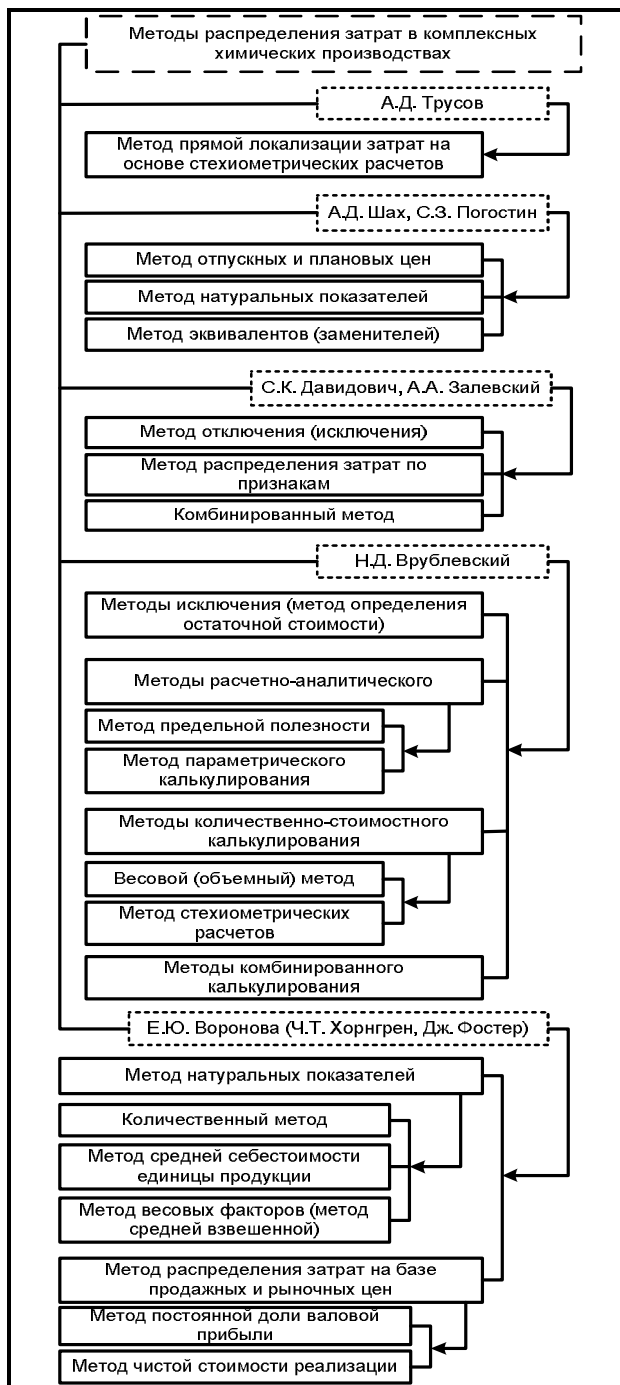 Методы распределения затрат в комплексных
химических производствах
А.Д. Трусов
Метод прямой локализации затрат на
основе стехиометрических расчетов
А.Д. Шах, С.З. Погостин
Метод отпускных и плановых цен
Метод натуральных показателей
Метод эквивалентов (заменителей)
С.К. Давидович, А.А. Залевский
Метод отключения (исключения)
Метод распределения затрат по
признакам
Комбинированный метод
Н.Д. Врублевский
Методы исключения (метод определения
остаточной стоимости)
Методы расчетно-аналитического
Метод предельной полезности
Метод параметрического
калькулирования
Методы количественно-стоимостного
калькулирования
Весовой (объемный) метод
Метод стехиометрических
расчетов
Методы комбинированного
калькулирования
Е.Ю. Воронова (Ч.Т. Хорнгрен, Дж. Фостер)
Метод натуральных показателей
Количественный метод
Метод средней себестоимости
единицы продукции
Метод весовых факторов (метод
средней взвешенной)
Метод распределения затрат на базе
продажных и рыночных цен
Метод постоянной доли валовой
прибыли
Метод чистой стоимости реализации